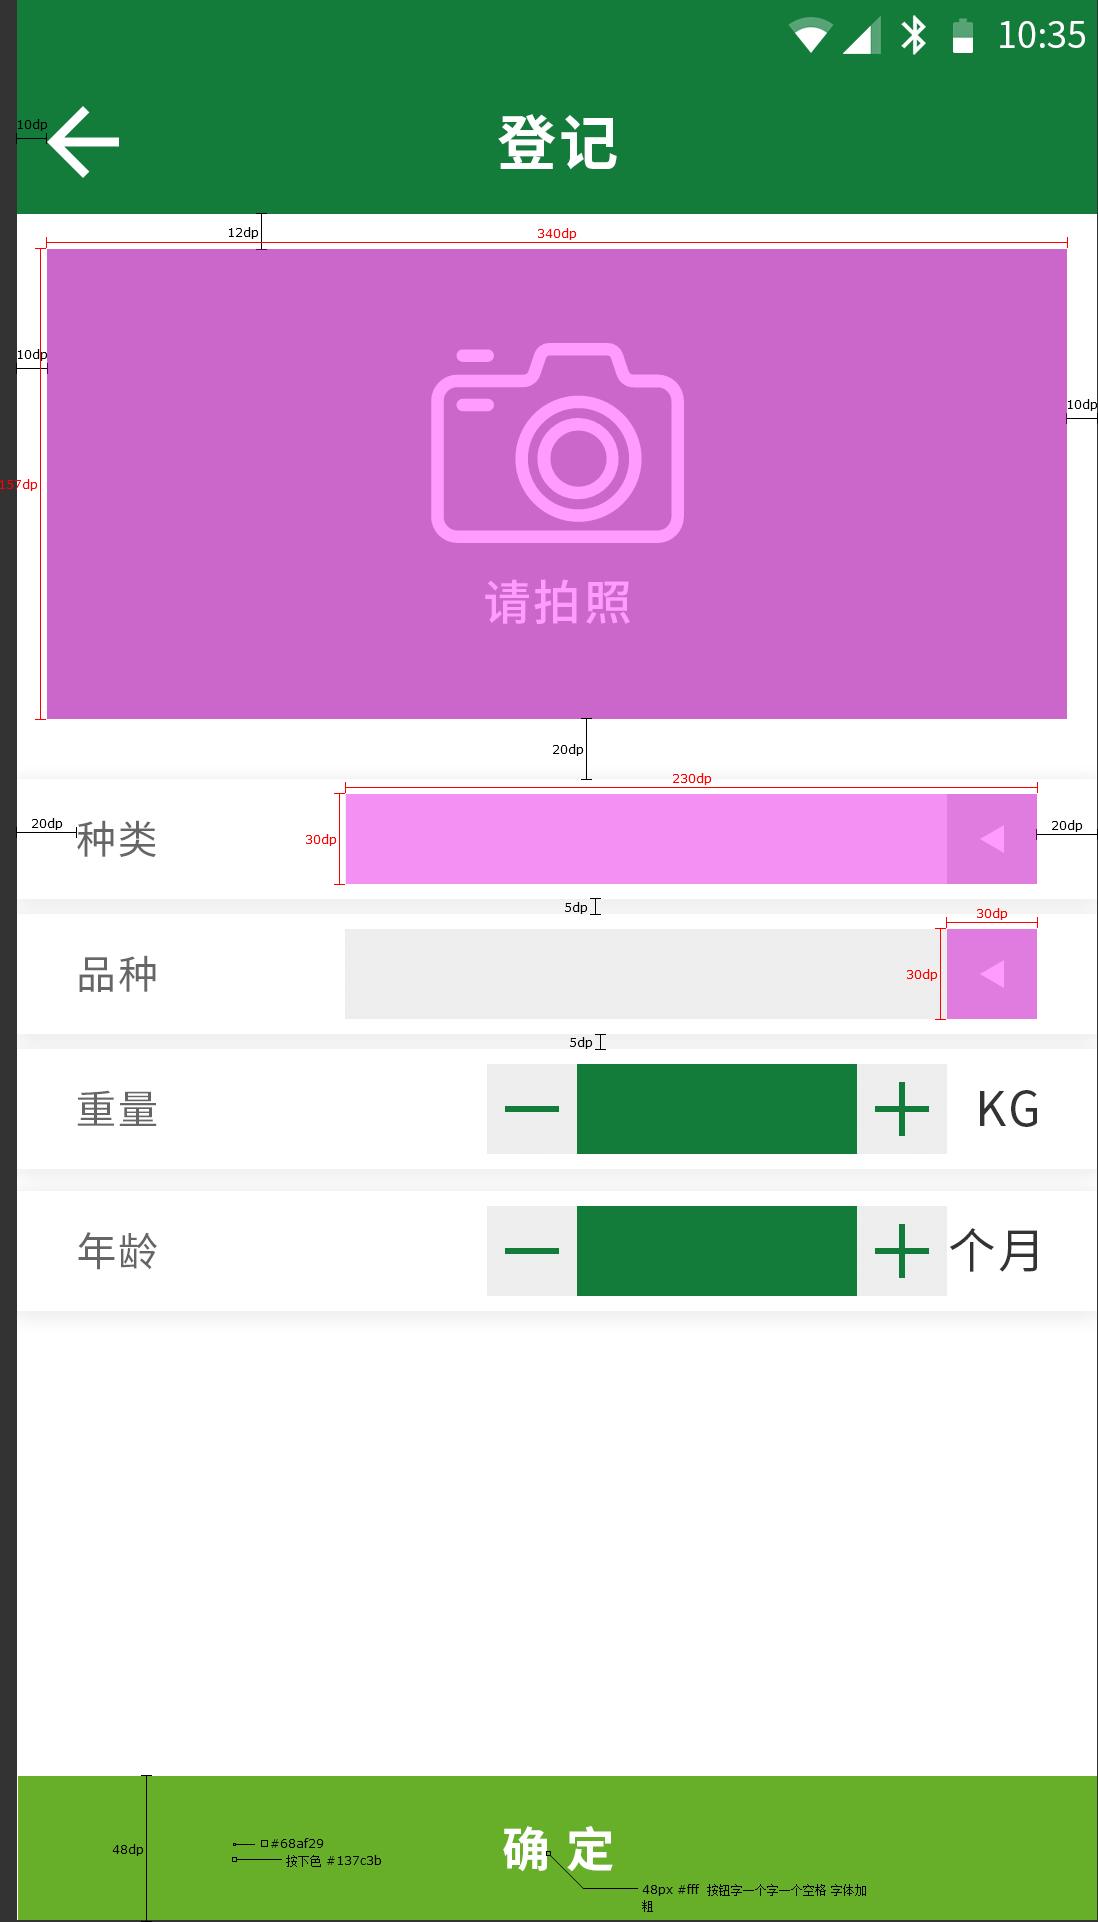 10:35
10dp
登记
12dp
340dp
10dp
10dp
157dp
请拍照
20dp
230dp
20dp
种类
30dp
20dp
5dp
30dp
品种
30dp
5dp
重量
KG
年龄
个月
48dp
#68af29
按下色 #137c3b
确 定
48px #fff 按钮字一个字一个空格 字体加
粗